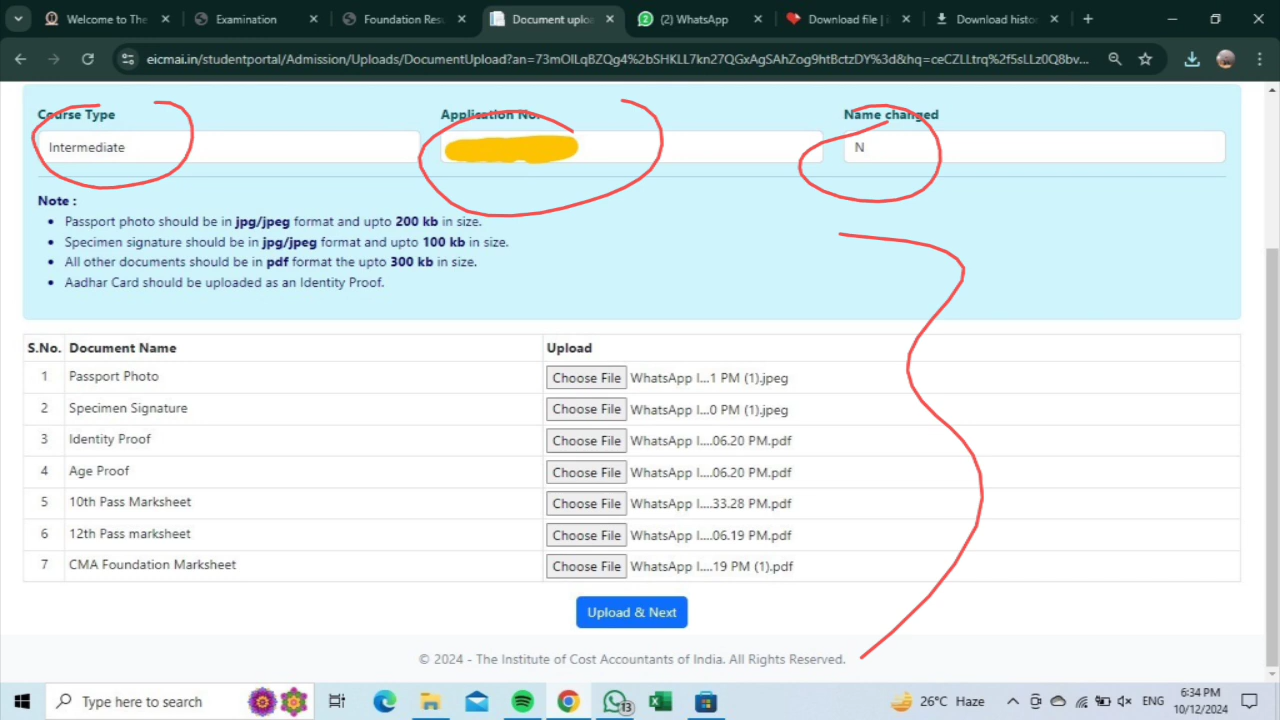 Welcome to The
Examination
Foundation Res
Document uploa
(2) WhatsApp
Download file | i
Download histo
eicmai.in/studentportal/Admission/Uploads/DocumentUpload?an=73mOILqBZQg4%2bSHKLL7kn27QGxAgSAhZog9htBctzDY%3d&hq=ceCZLLtrq%2f5sLLz0Q8bv...
Course Type
Application No.
Name changed
Intermediate
N
Note :
Passport photo should be in jpg/jpeg format and upto 200 kb in size.
Specimen signature should be in jpg/jpeg format and upto 100 kb in size.
All other documents should be in pdf format the upto 300 kb in size.
Aadhar Card should be uploaded as an Identity Proof.
S.No. Document Name Upload
1 Passport Photo Choose File WhatsApp I...1 PM (1).jpeg
2 Specimen Signature Choose File WhatsApp I...0 PM (1).jpeg
3 Identity Proof Choose File WhatsApp I....06.20 PM.pdf
4 Age Proof Choose File WhatsApp I....06.20 PM.pdf
5 10th Pass Marksheet Choose File WhatsApp I....33.28 PM.pdf
6 12th Pass marksheet Choose File WhatsApp I....06.19 PM.pdf
7 CMA Foundation Marksheet Choose File WhatsApp I....19 PM (1).pdf
Upload & Next
© 2024 - The Institute of Cost Accountants of India. All Rights Reserved.
Type here to search
13
26°C Haze
ENG
6:34 PM
10/12/2024